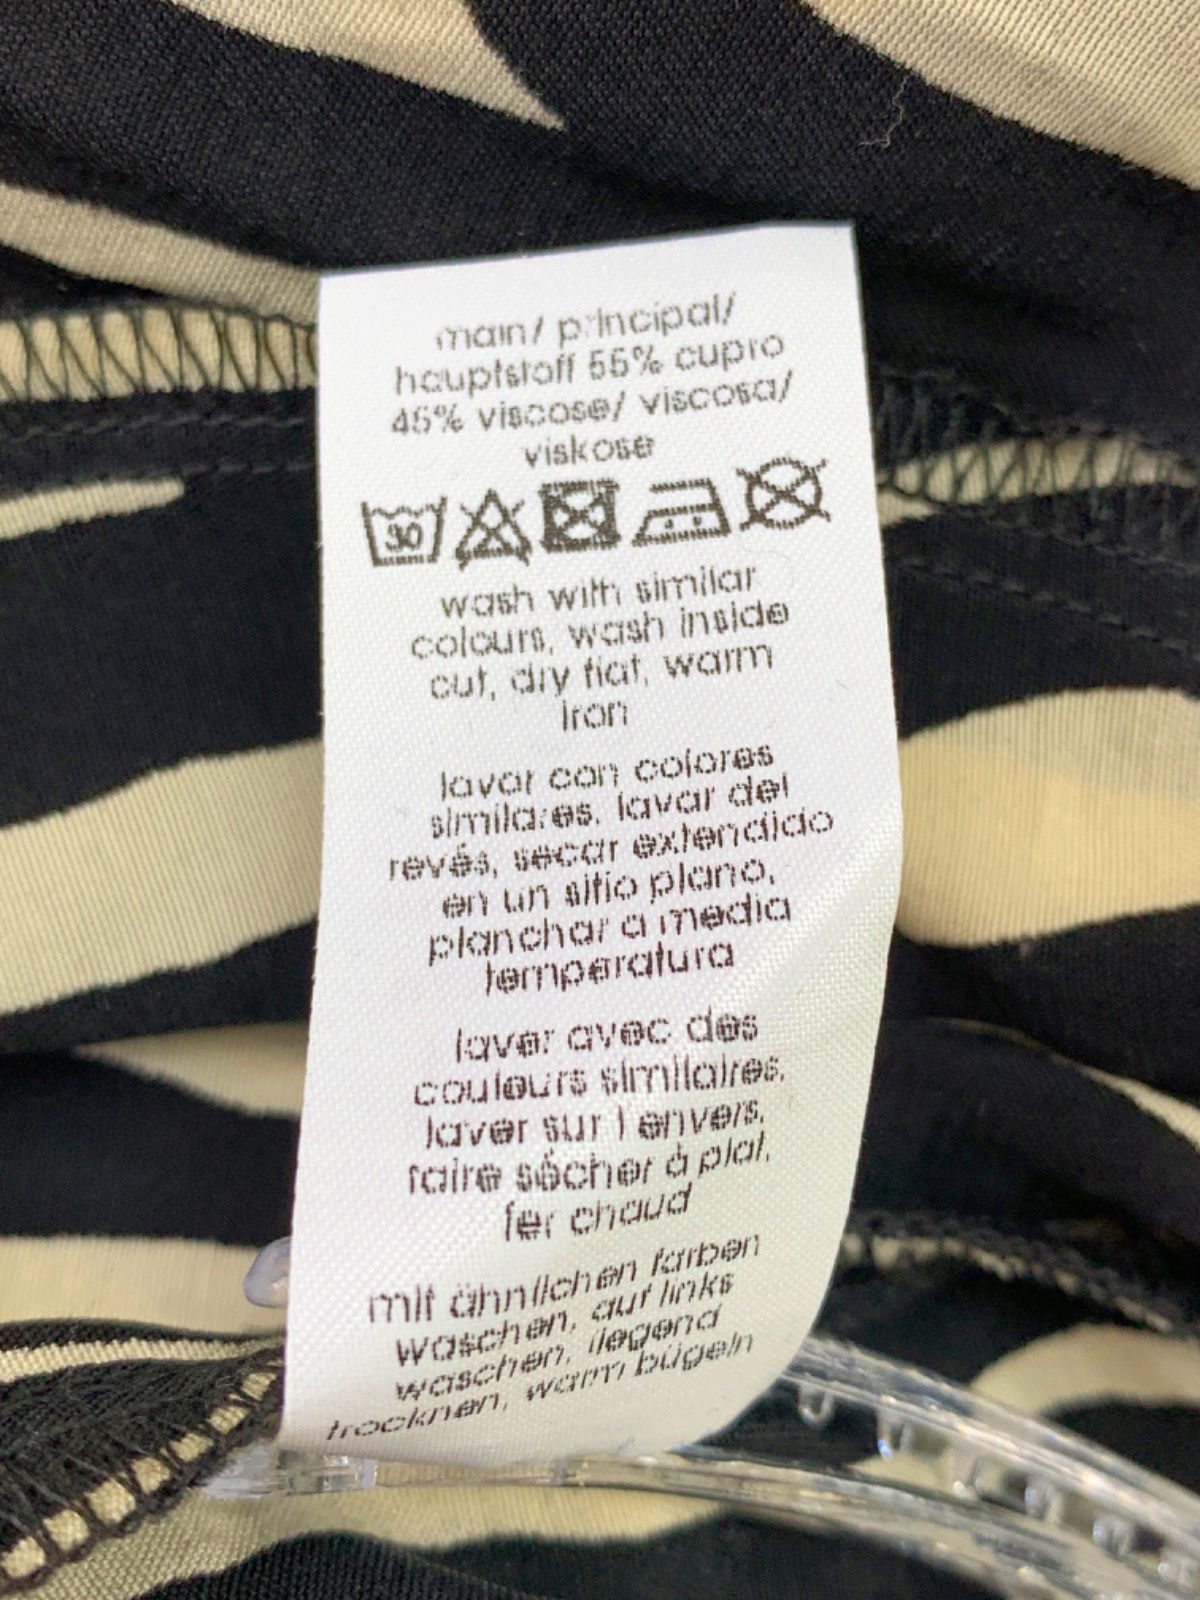 main/ principal/
hauptstoff 55% cupro
45% viscose/ viscosa/
viskose
30
wash with similar
colours, wash inside
out, dry flat, warm
iron
lavar con colores
similares, lavar del
revés, secar extendido
en un sitio plano,
planchar a media
temperatura
laver avec des
couleurs similaires,
laver sur l envers,
faire sécher à plat,
fer chaud
mit ähnlichen farben
waschen, auf links
waschen, liegend
trocknen, warm bügeln